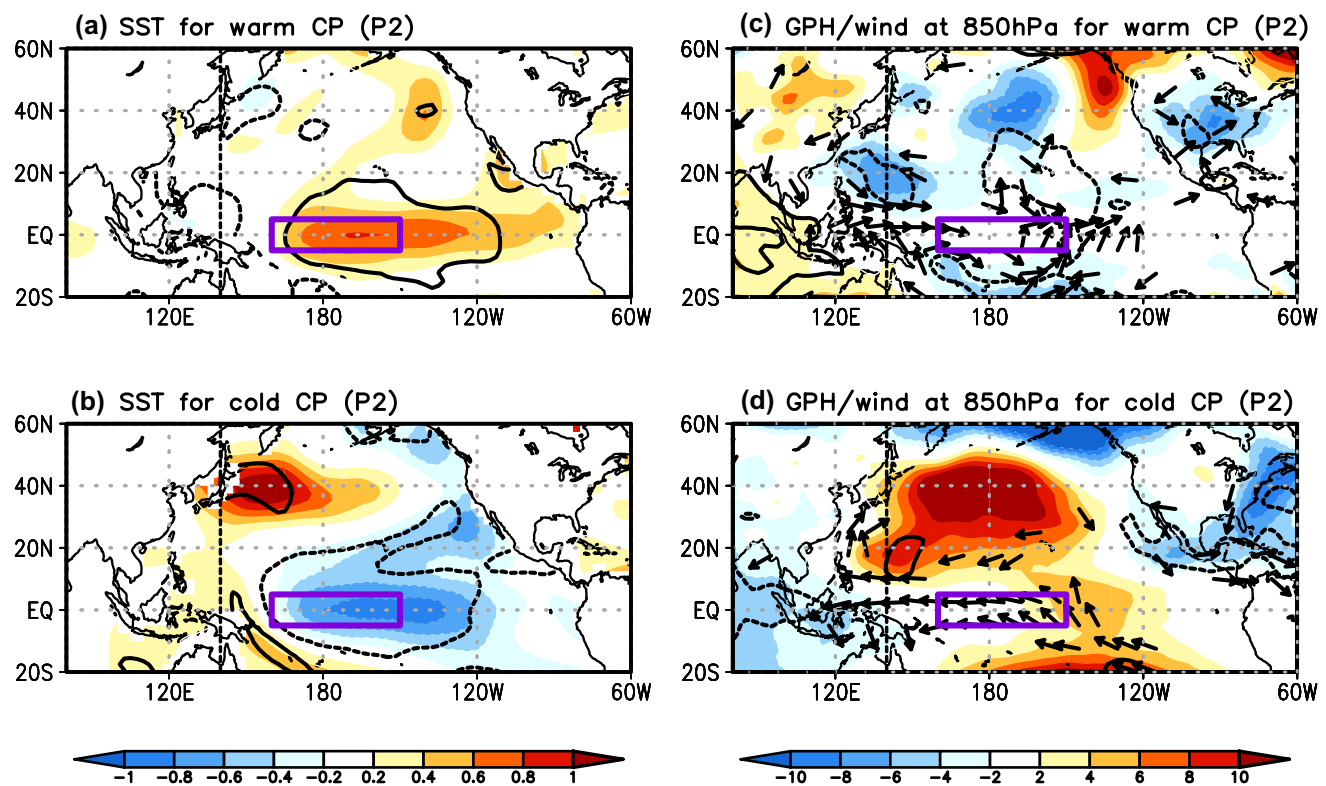 (a) SST for warm CP (P2)
60N
40N
20N
EQ
20S
120E 180 120W 60W
(c) GPH/wind at 850hPa for warm CP (P2)
60N
40N
20N
EQ
20S
120E 180 120W 60W
(b) SST for cold CP (P2)
60N
40N
20N
EQ
20S
120E 180 120W 60W
(d) GPH/wind at 850hPa for cold CP (P2)
60N
40N
20N
EQ
20S
120E 180 120W 60W
-1 -0.8 -0.6 -0.4 -0.2 0.2 0.4 0.6 0.8 1
-10 -8 -6 -4 -2 2 4 6 8 10